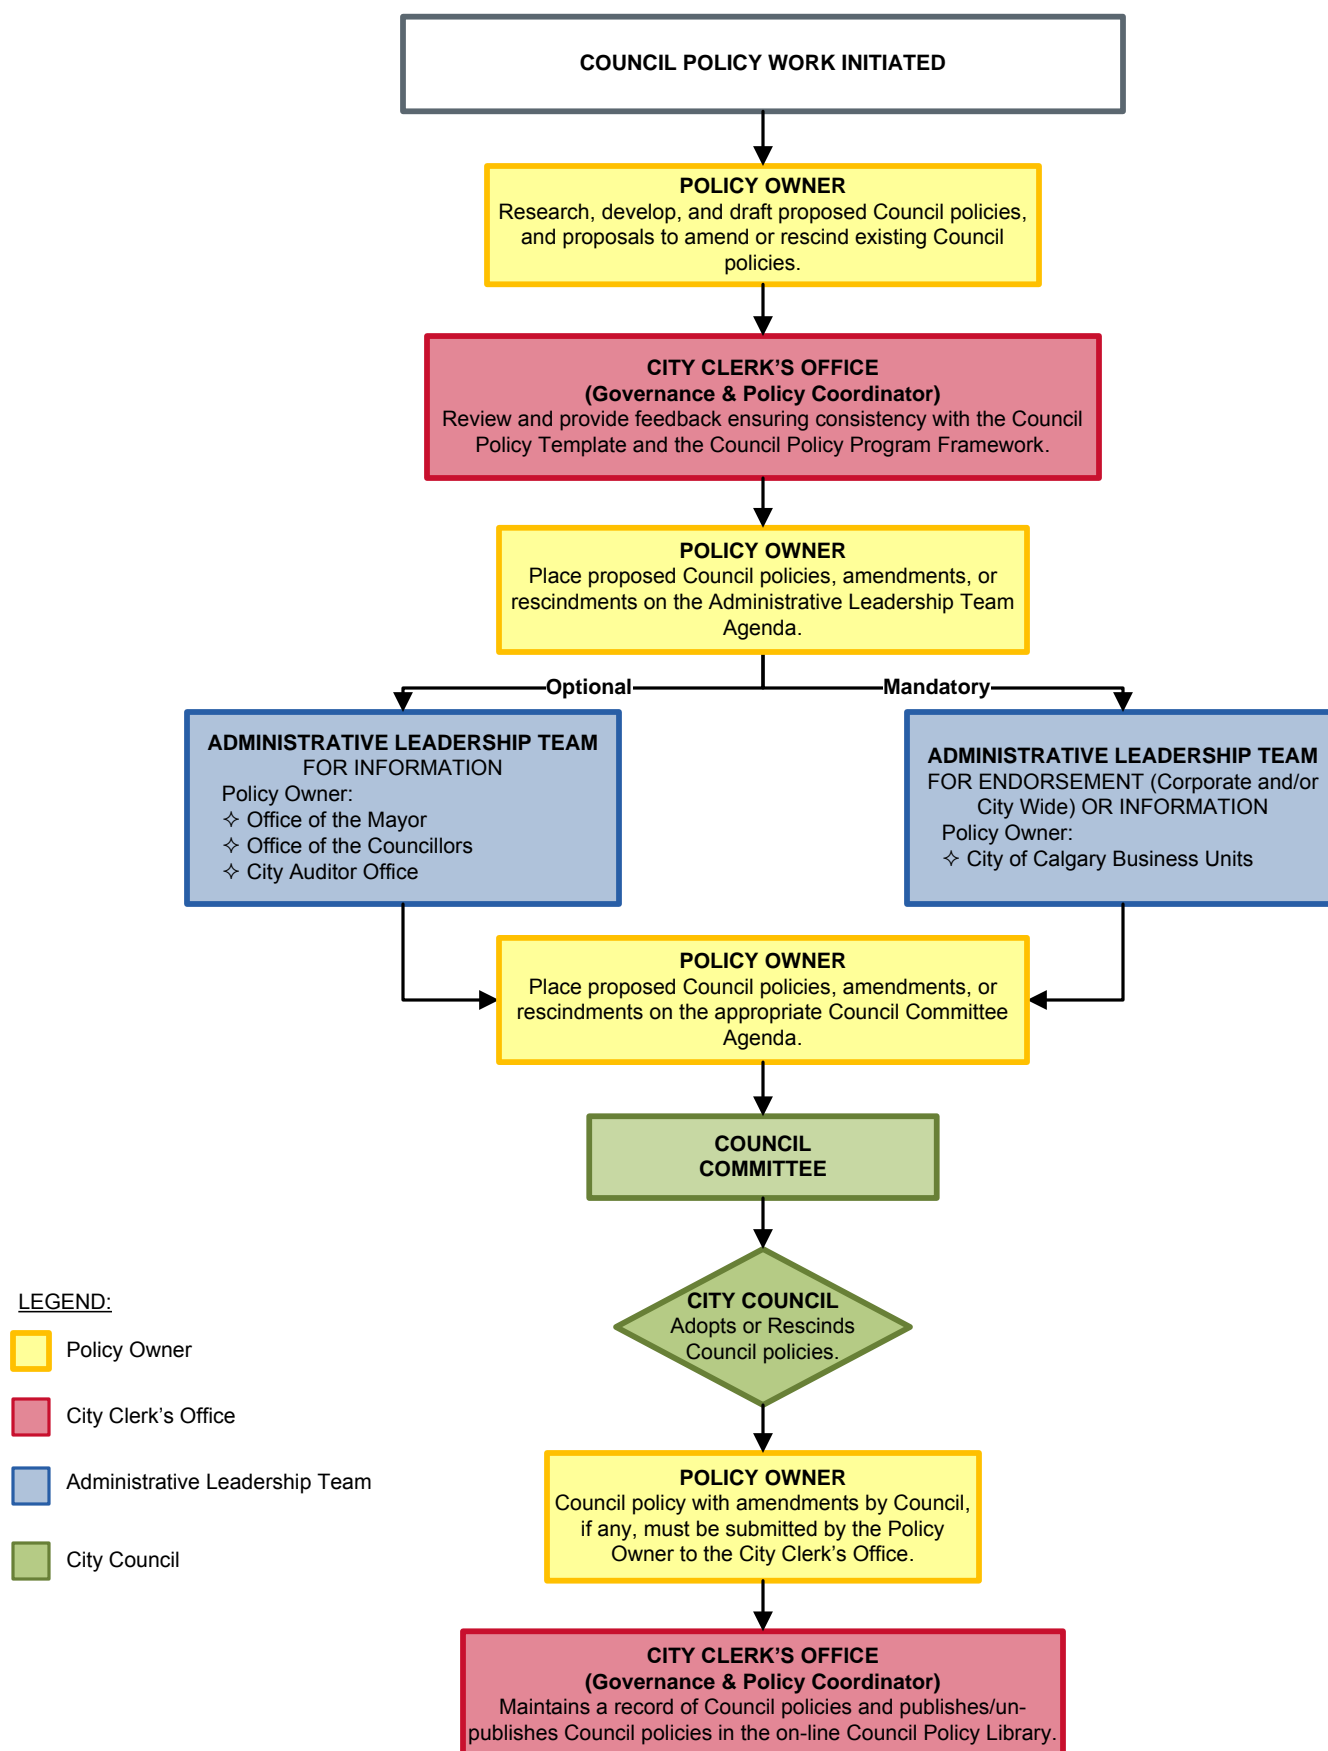 COUNCIL POLICY WORK INITIATED
POLICY OWNER
Research, develop, and draft proposed Council policies,
and proposals to amend or rescind existing Council
policies.
CITY CLERK’S OFFICE
(Governance & Policy Coordinator)
Review and provide feedback ensuring consistency with the Council
Policy Template and the Council Policy Program Framework.
POLICY OWNER
Place proposed Council policies, amendments, or
rescindments on the Administrative Leadership Team
Agenda.
Optional
Mandatory
ADMINISTRATIVE LEADERSHIP TEAM
FOR INFORMATION
Policy Owner:
✧ Office of the Mayor
✧ Office of the Councillors
✧ City Auditor Office
ADMINISTRATIVE LEADERSHIP TEAM
FOR ENDORSEMENT (Corporate and/or
City Wide) OR INFORMATION
Policy Owner:
✧ City of Calgary Business Units
POLICY OWNER
Place proposed Council policies, amendments, or
rescindments on the appropriate Council Committee
Agenda.
COUNCIL
COMMITTEE
CITY COUNCIL
Adopts or Rescinds
Council policies.
POLICY OWNER
Council policy with amendments by Council,
if any, must be submitted by the Policy
Owner to the City Clerk’s Office.
CITY CLERK’S OFFICE
(Governance & Policy Coordinator)
Maintains a record of Council policies and publishes/un-
publishes Council policies in the on-line Council Policy Library.
LEGEND:
Policy Owner
City Clerk’s Office
Administrative Leadership Team
City Council